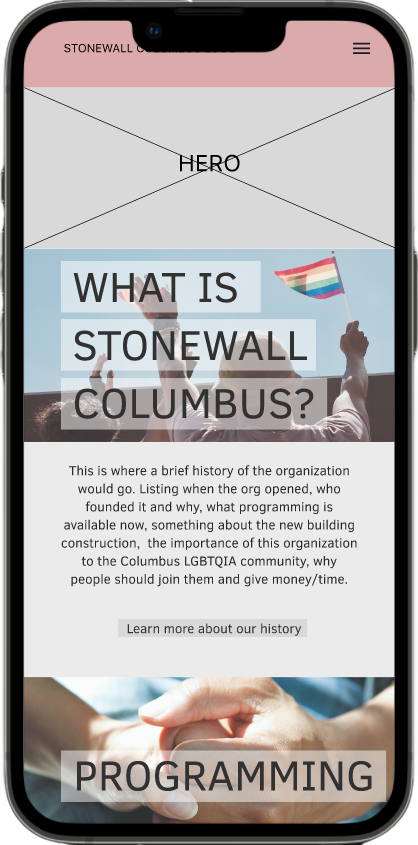 STONEWALL
HERO
WHAT IS
STONEWALL
COLUMBUS?
This is where a brief history of the organization
would go. Listing when the org opened, who
founded it and why, what programming is
available now, something about the new building
construction, the importance of this organization
to the Columbus LGBTQIA community, why
people should join them and give money/time.
Learn more about our history
PROGRAMMING